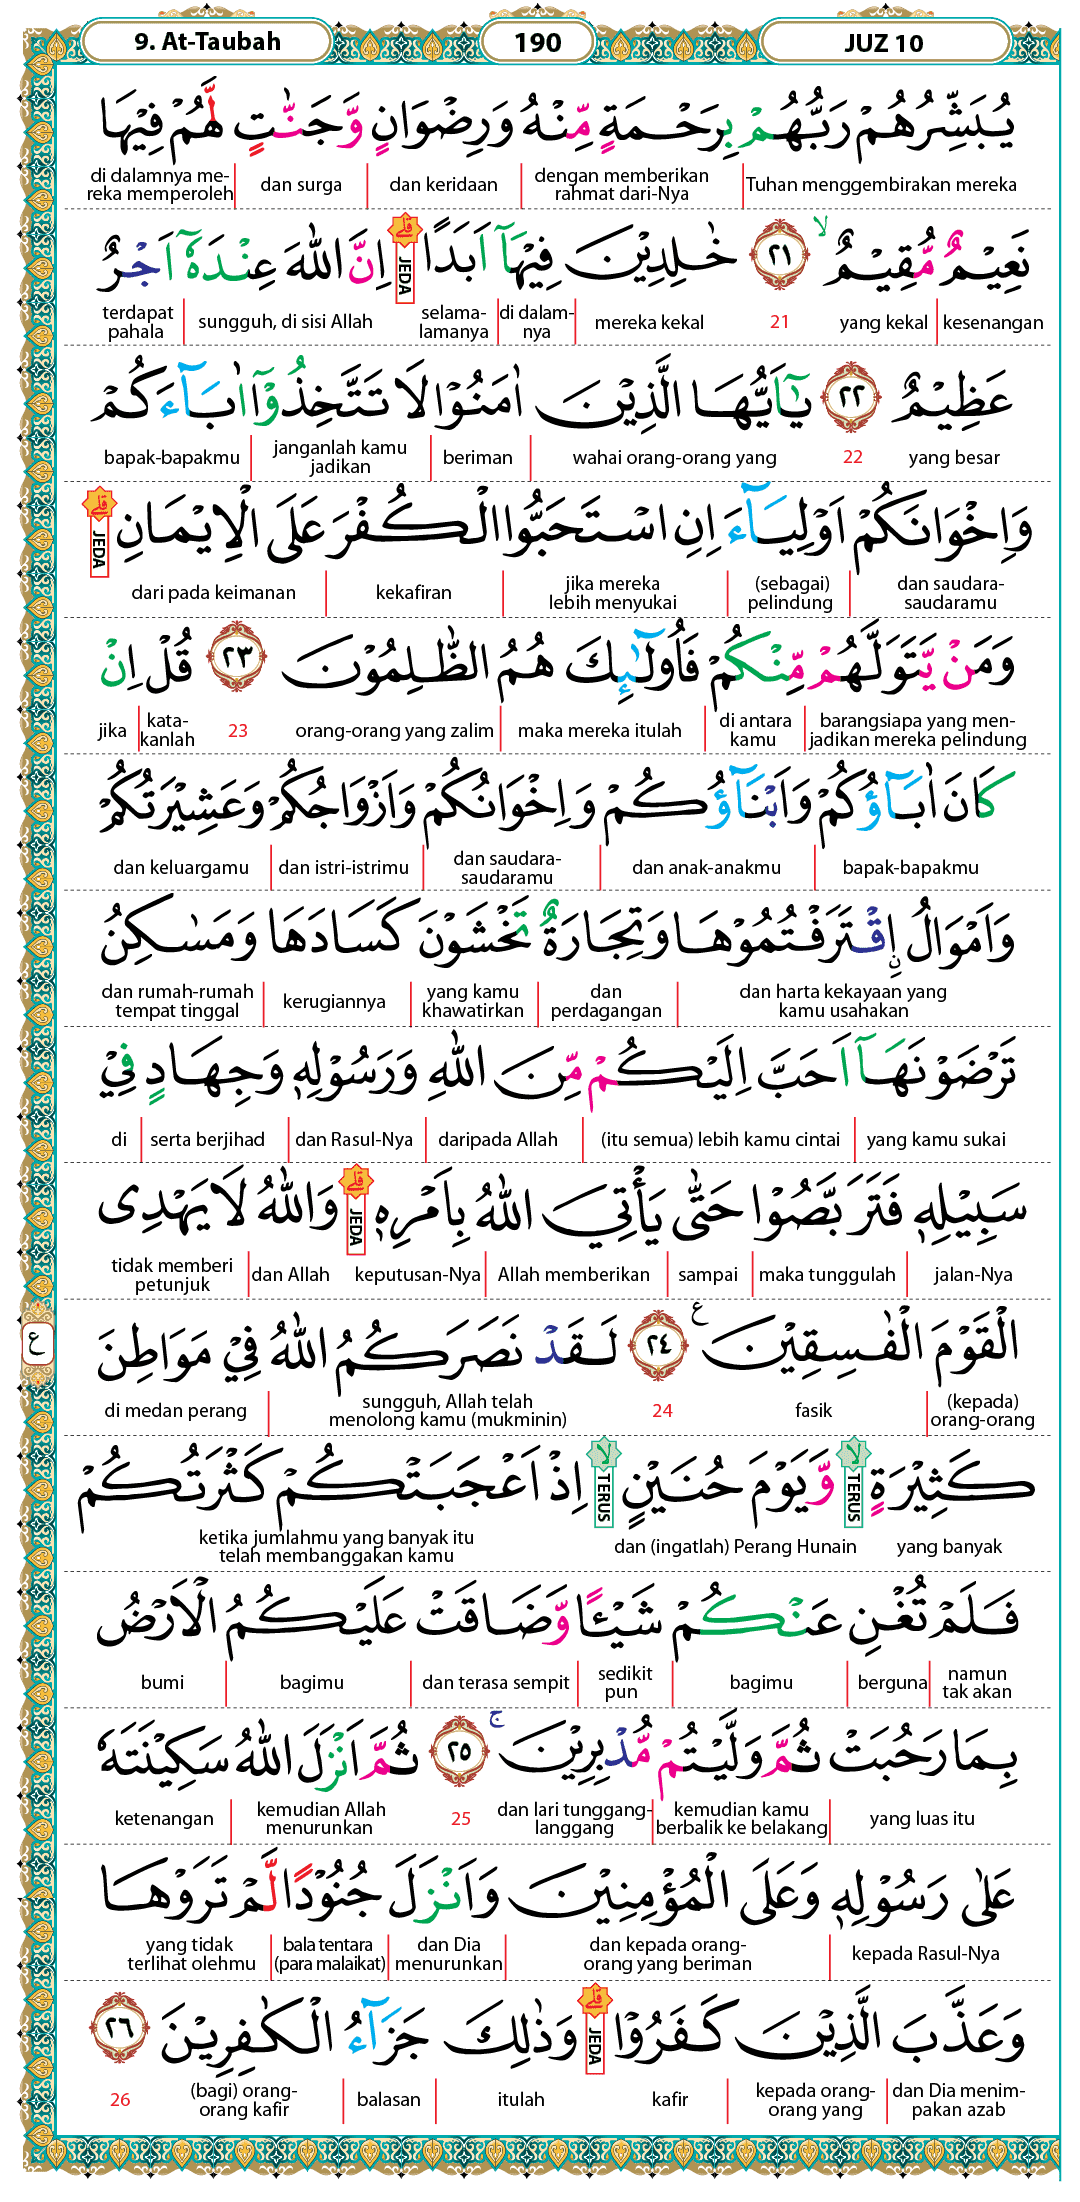 9. At-Taubah
190
JUZ 10
يُبَشِّرُهُمْ رَبُّهُمْ بِرَحْمَةٍ مِّنْهُ وَرِضْوَانٍ وَّجَنّٰتٍ لَّهُمْ فِيْهَا
Tuhan menggembirakan mereka
dengan memberikan
rahmat dari-Nya
dan keridaan
dan surga
di dalamnya me-
reka memperoleh
نَعِيْمٌ مُّقِيْمٌ ۙ ٢١ خٰلِدِيْنَ فِيْهَآ اَبَدًا ۗ اِنَّ اللّٰهَ عِنْدَهٗٓ اَجْرٌ
JEDA
kesenangan
yang kekal
21
mereka kekal
di dalam-
nya
selama-
lamanya
sungguh, di sisi Allah
terdapat
pahala
عَظِيْمٌ ٢٢ يٰٓاَيُّهَا الَّذِيْنَ اٰمَنُوْا لَا تَتَّخِذُوْٓا اٰبَاۤءَكُمْ
yang besar
22
wahai orang-orang yang
beriman
janganlah kamu
jadikan
bapak-bapakmu
وَاِخْوَانَكُمْ اَوْلِيَاۤءَ اِنِ اسْتَحَبُّوا الْكُفْرَ عَلَى الْاِيْمَانِ ۗ
JEDA
dan saudara-
saudaramu
(sebagai)
pelindung
jika mereka
lebih menyukai
kekafiran
dari pada keimanan
وَمَنْ يَّتَوَلَّهُمْ مِّنْكُمْ فَاُولٰۤىِٕكَ هُمُ الظّٰلِمُوْنَ ٢٣ قُلْ اِنْ
barangsiapa yang men-
jadikan mereka pelindung
di antara
kamu
maka mereka itulah
orang-orang yang zalim
23
kata-
kanlah
jika
كَانَ اٰبَاۤؤُكُمْ وَاَبْنَاۤؤُكُمْ وَاِخْوَانُكُمْ وَاَزْوَاجُكُمْ وَعَشِيْرَتُكُمْ
bapak-bapakmu
dan anak-anakmu
dan saudara-
saudaramu
dan istri-istrimu
dan keluargamu
وَاَمْوَالُ ۨاقْتَرَفْتُمُوْهَا وَتِجَارَةٌ تَخْشَوْنَ كَسَادَهَا وَمَسٰكِنُ
dan harta kekayaan yang
kamu usahakan
dan
perdagangan
yang kamu
khawatirkan
kerugiannya
dan rumah-rumah
tempat tinggal
تَرْضَوْنَهَآ اَحَبَّ اِلَيْكُمْ مِّنَ اللّٰهِ وَرَسُوْلِهٖ وَجِهَادٍ فِيْ
yang kamu sukai
(itu semua) lebih kamu cintai
daripada Allah
dan Rasul-Nya
serta berjihad
di
سَبِيْلِهٖ فَتَرَبَّصُوْا حَتّٰى يَأْتِيَ اللّٰهُ بِاَمْرِهٖ ۗ وَاللّٰهُ لَا يَهْدِى
JEDA
jalan-Nya
maka tunggulah
sampai
Allah memberikan
keputusan-Nya
dan Allah
tidak memberi
petunjuk
الْقَوْمَ الْفٰسِقِيْنَ ࣖ ٢٤ لَقَدْ نَصَرَكُمُ اللّٰهُ فِيْ مَوَاطِنَ
ع
(kepada)
orang-orang
fasik
24
sungguh, Allah telah
menolong kamu (mukminin)
di medan perang
كَثِيْرَةٍ ۙ وَّيَوْمَ حُنَيْنٍ ۙ اِذْ اَعْجَبَتْكُمْ كَثْرَتُكُمْ
TERUS
TERUS
yang banyak
dan (ingatlah) Perang Hunain
ketika jumlahmu yang banyak itu
telah membanggakan kamu
فَلَمْ تُغْنِ عَنْكُمْ شَيْـًٔا وَّضَاقَتْ عَلَيْكُمُ الْاَرْضُ
namun
tak akan
berguna
bagimu
sedikit
pun
dan terasa sempit
bagimu
bumi
بِمَا رَحُبَتْ ثُمَّ وَلَّيْتُمْ مُّدْبِرِيْنَ ۚ ٢٥ ثُمَّ اَنْزَلَ اللّٰهُ سَكِيْنَتَهٗ
yang luas itu
kemudian kamu
berbalik ke belakang
dan lari tunggang-
langgang
25
kemudian Allah
menurunkan
ketenangan
عَلٰى رَسُوْلِهٖ وَعَلَى الْمُؤْمِنِيْنَ وَاَنْزَلَ جُنُوْدًا لَّمْ تَرَوْهَا
kepada Rasul-Nya
dan kepada orang-
orang yang beriman
dan Dia
menurunkan
bala tentara
(para malaikat)
yang tidak
terlihat olehmu
وَعَذَّبَ الَّذِيْنَ كَفَرُوْا ۗ وَذٰلِكَ جَزَاۤءُ الْكٰفِرِيْنَ ٢٦
JEDA
dan Dia menim-
pakan azab
kepada orang-
orang yang
kafir
itulah
balasan
(bagi) orang-
orang kafir
26